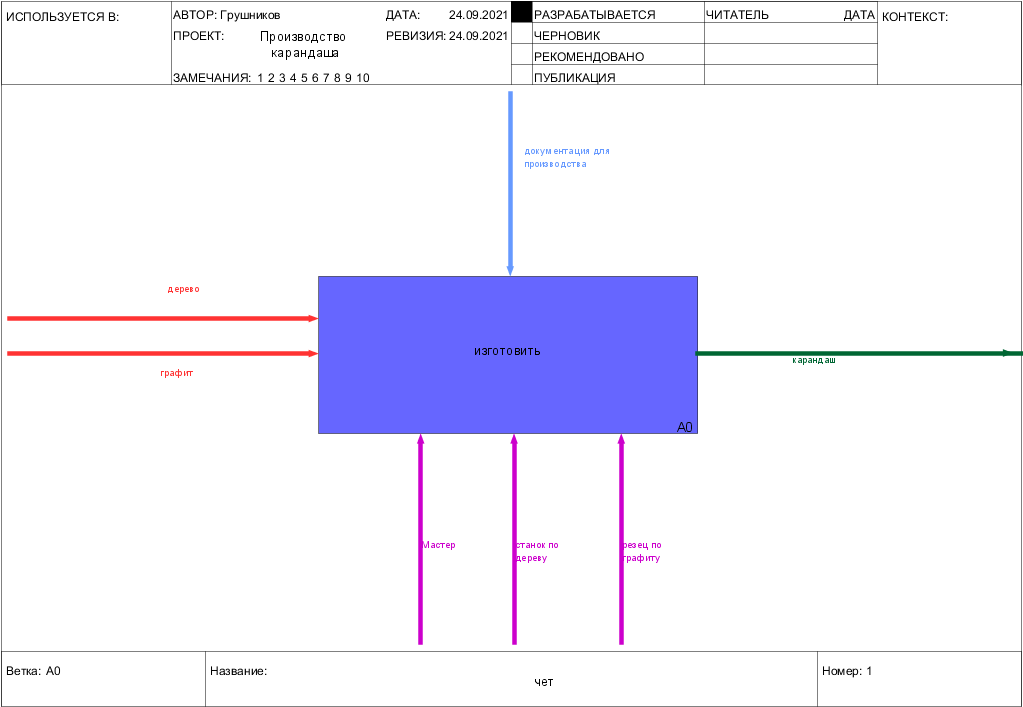 ИСПОЛЬЗУЕТСЯ В:
АВТОР: Грушников
ДАТА: 24.09.2021
РАЗРАБАТЫВАЕТСЯ
ЧИТАТЕЛЬ
ДАТА
КОНТЕКСТ:
ПРОЕКТ:
Производство
карандаша
РЕВИЗИЯ: 24.09.2021
ЧЕРНОВИК
РЕКОМЕНДОВАНО
ЗАМЕЧАНИЯ: 1 2 3 4 5 6 7 8 9 10
ПУБЛИКАЦИЯ
документация для
производства
дерево
графит
изготовить
A0
карандаш
Мастер
станок по
дереву
резец по
графиту
Ветка: A0
Название:
чет
Номер: 1